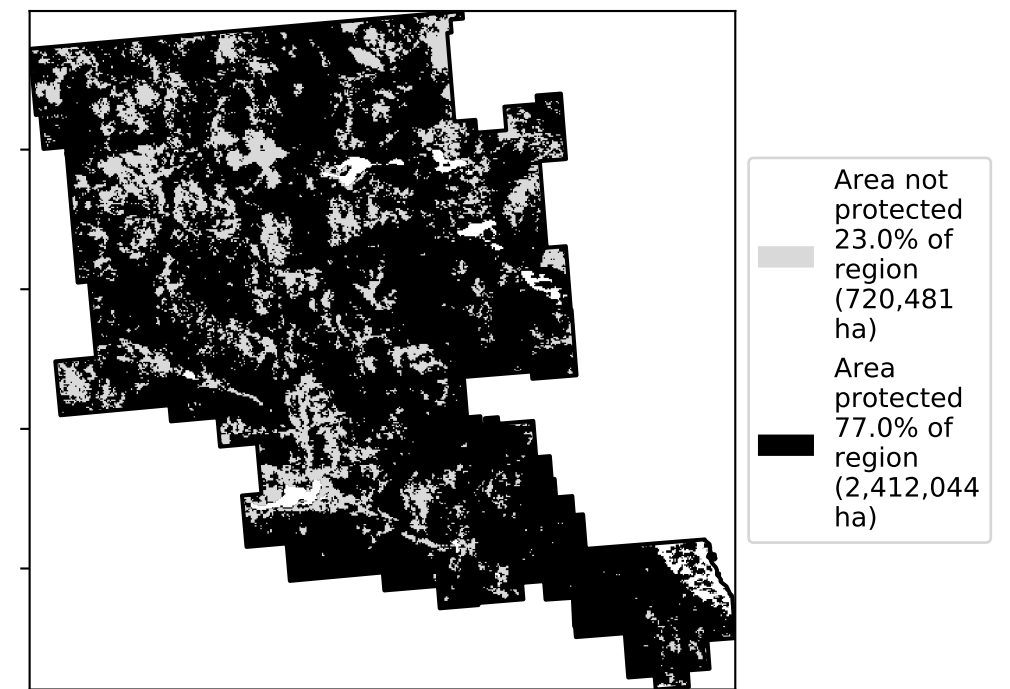 Area not
protected
23.0% of
region
(720,481
ha)
Area
protected
77.0% of
region
(2,412,044
ha)